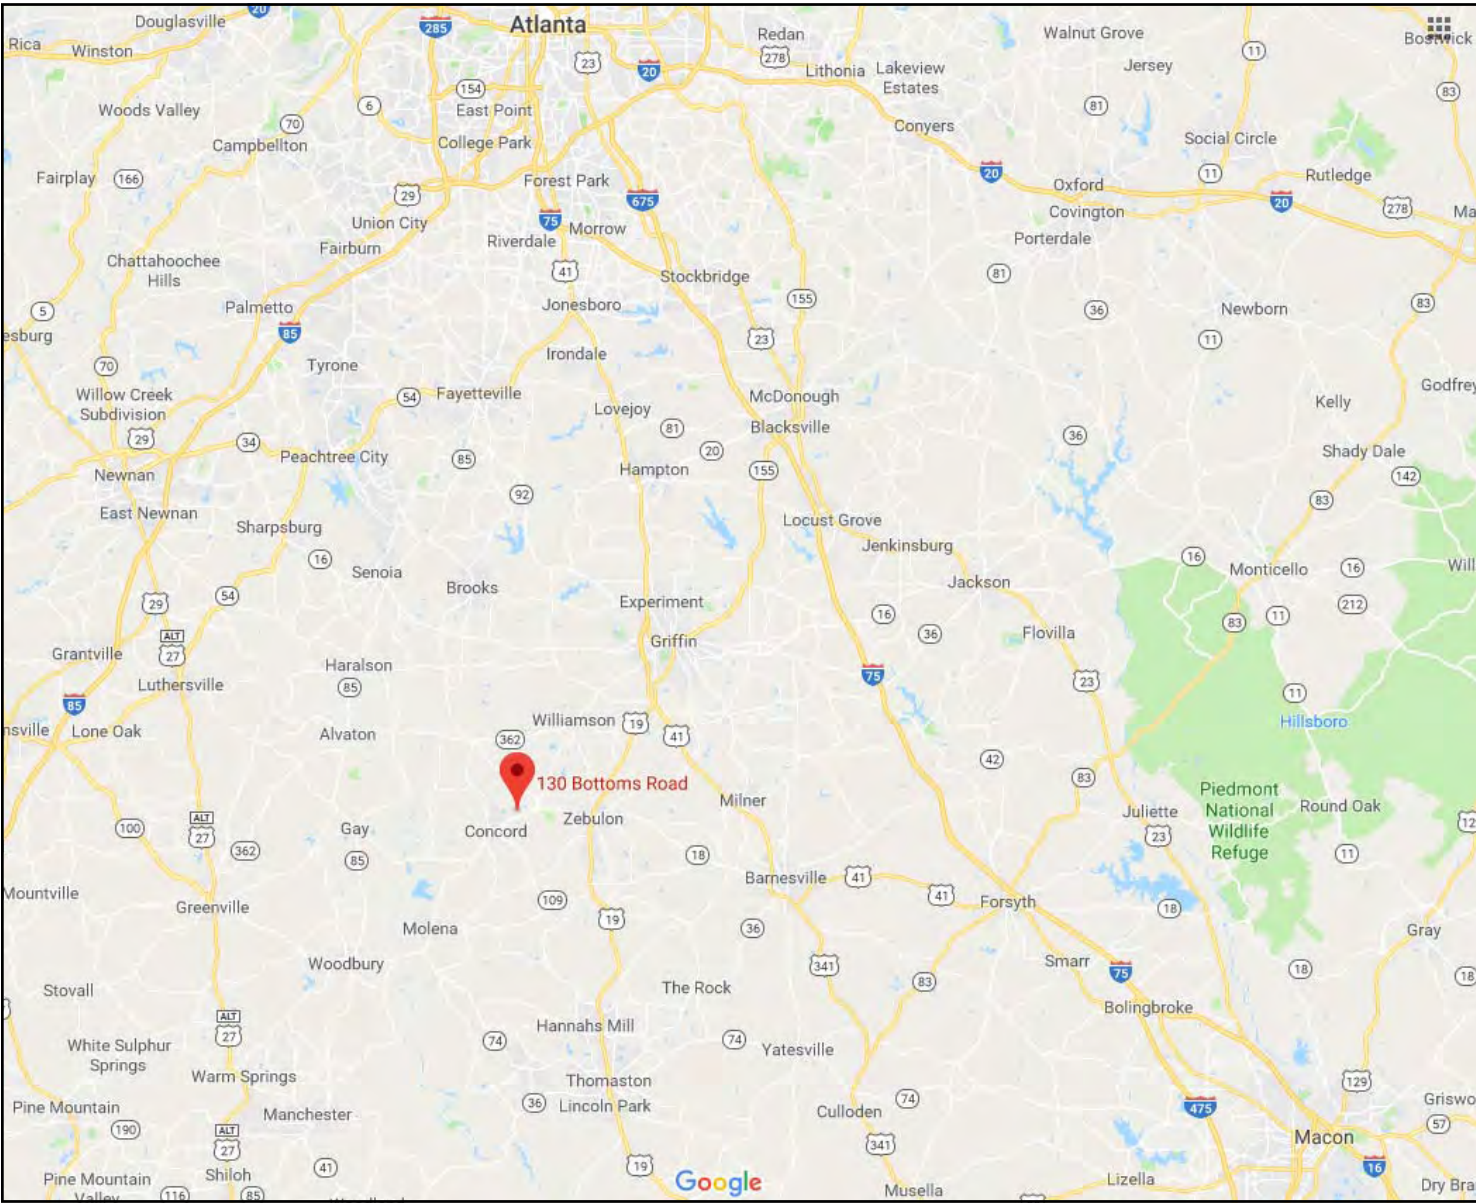 Douglasville
20
285
Atlanta
Redan
Walnut Grove
Bostwick
Rica
Winston
23
20
278
Lithonia
Lakeview
Estates
Jersey
11
83
Woods Valley
6
154
East Point
81
70
Campbellton
College Park
Conyers
Social Circle
Fairplay
166
29
Forest Park
675
20
Oxford
11
Rutledge
Union City
75
Morrow
Covington
20
278
Ma
Fairburn
Riverdale
Porterdale
Chattahoochee
Hills
41
Stockbridge
81
5
Palmetto
Jonesboro
155
36
Newborn
83
esburg
85
23
11
70
Tyrone
Irondale
Willow Creek
Subdivision
54
Fayetteville
McDonough
Godfrey
Lovejoy
81
Kelly
29
34
Blacksville
36
Peachtree City
85
20
Shady Dale
Newnan
Hampton
155
142
92
83
East Newnan
Sharpsburg
Locust Grove
16
Jenkinsburg
16
Monticello
16
Will
Senoia
Brooks
Jackson
29
54
Experiment
16
212
ALT
27
Griffin
36
Flovilla
83
11
Grantville
Haralson
85
Luthersville
75
23
85
11
nsville
Lone Oak
Alvaton
Williamson
19
41
Hillsboro
362
42
130 Bottoms Road
83
Piedmont
National
Wildlife
Refuge
Milner
Juliette
Round Oak
ALT
27
100
Gay
Concord
Zebulon
23
12
362
85
18
11
Mountville
Barnesville
41
41
Forsyth
Greenville
109
19
18
Molena
36
Gray
Woodbury
341
Smarr
75
18
18
Stovall
The Rock
83
Bolingbroke
ALT
27
Hannahs Mill
White Sulphur
Springs
74
74
Yatesville
Warm Springs
Thomaston
129
Pine Mountain
Manchester
36
Lincoln Park
Culloden
74
475
Griswo
190
57
ALT
27
341
Macon
41
19
16
Pine Mountain
Valley
Shiloh
Google
Musella
Lizella
Dry Bra
116
85